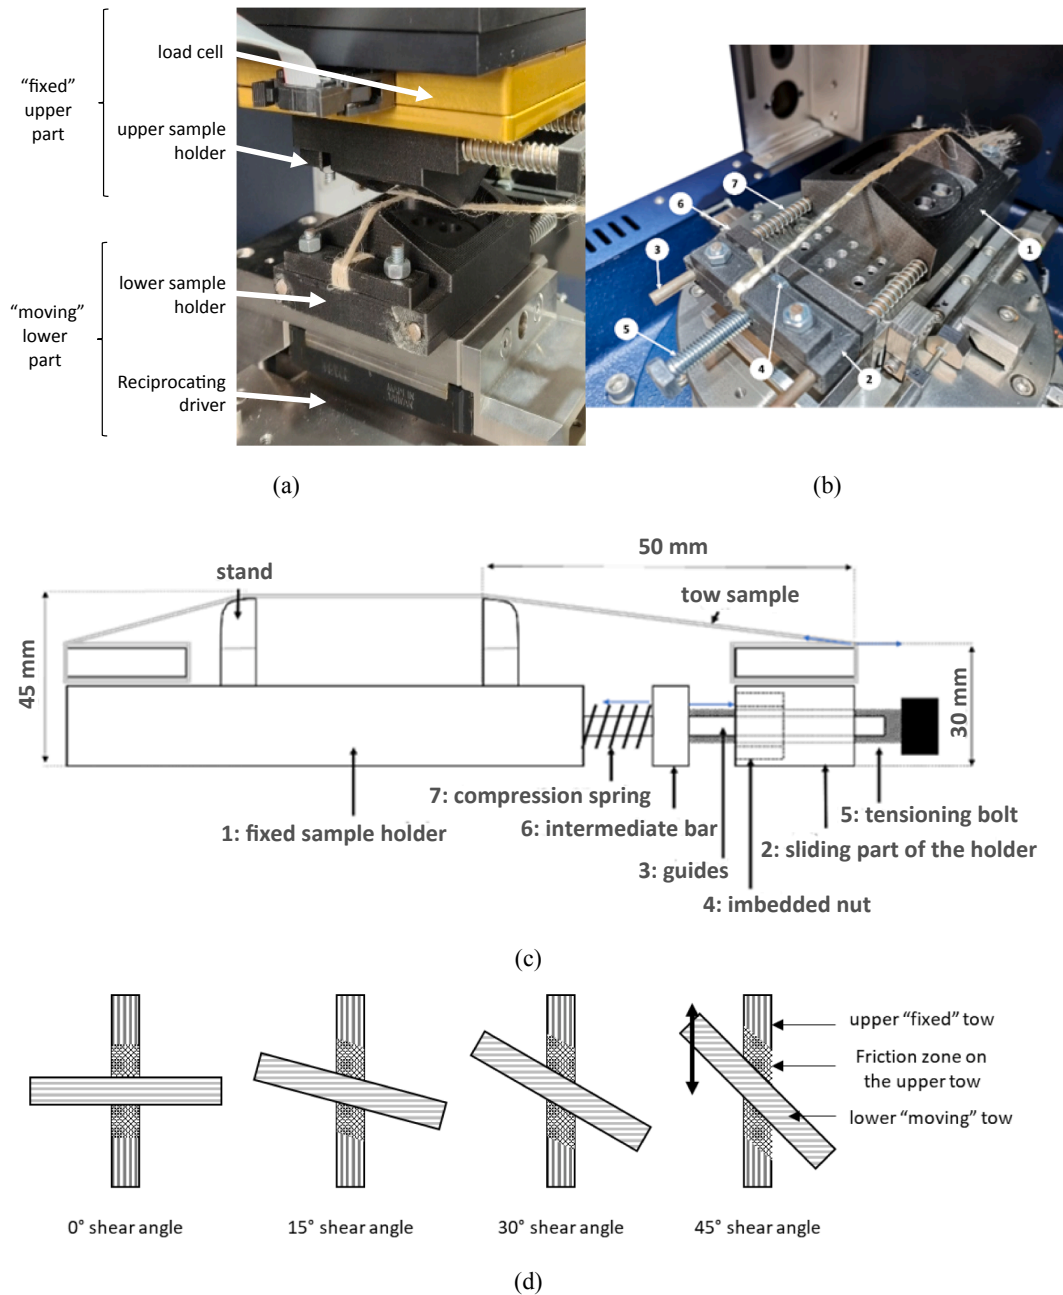 load cell
“fixed”
upper
part
upper sample
holder
“moving”
lower
part
lower sample
holder
Reciprocating
driver
(a)
7
6
3
5
4
2
1
(b)
50 mm
stand
tow sample
45 mm
30 mm
7: compression spring
5: tensioning bolt
1: fixed sample holder
6: intermediate bar
2: sliding part of the holder
3: guides
4: imbedded nut
(c)
upper “fixed” tow
Friction zone on
the upper tow
lower “moving” tow
0° shear angle
15° shear angle
30° shear angle
45° shear angle
(d)